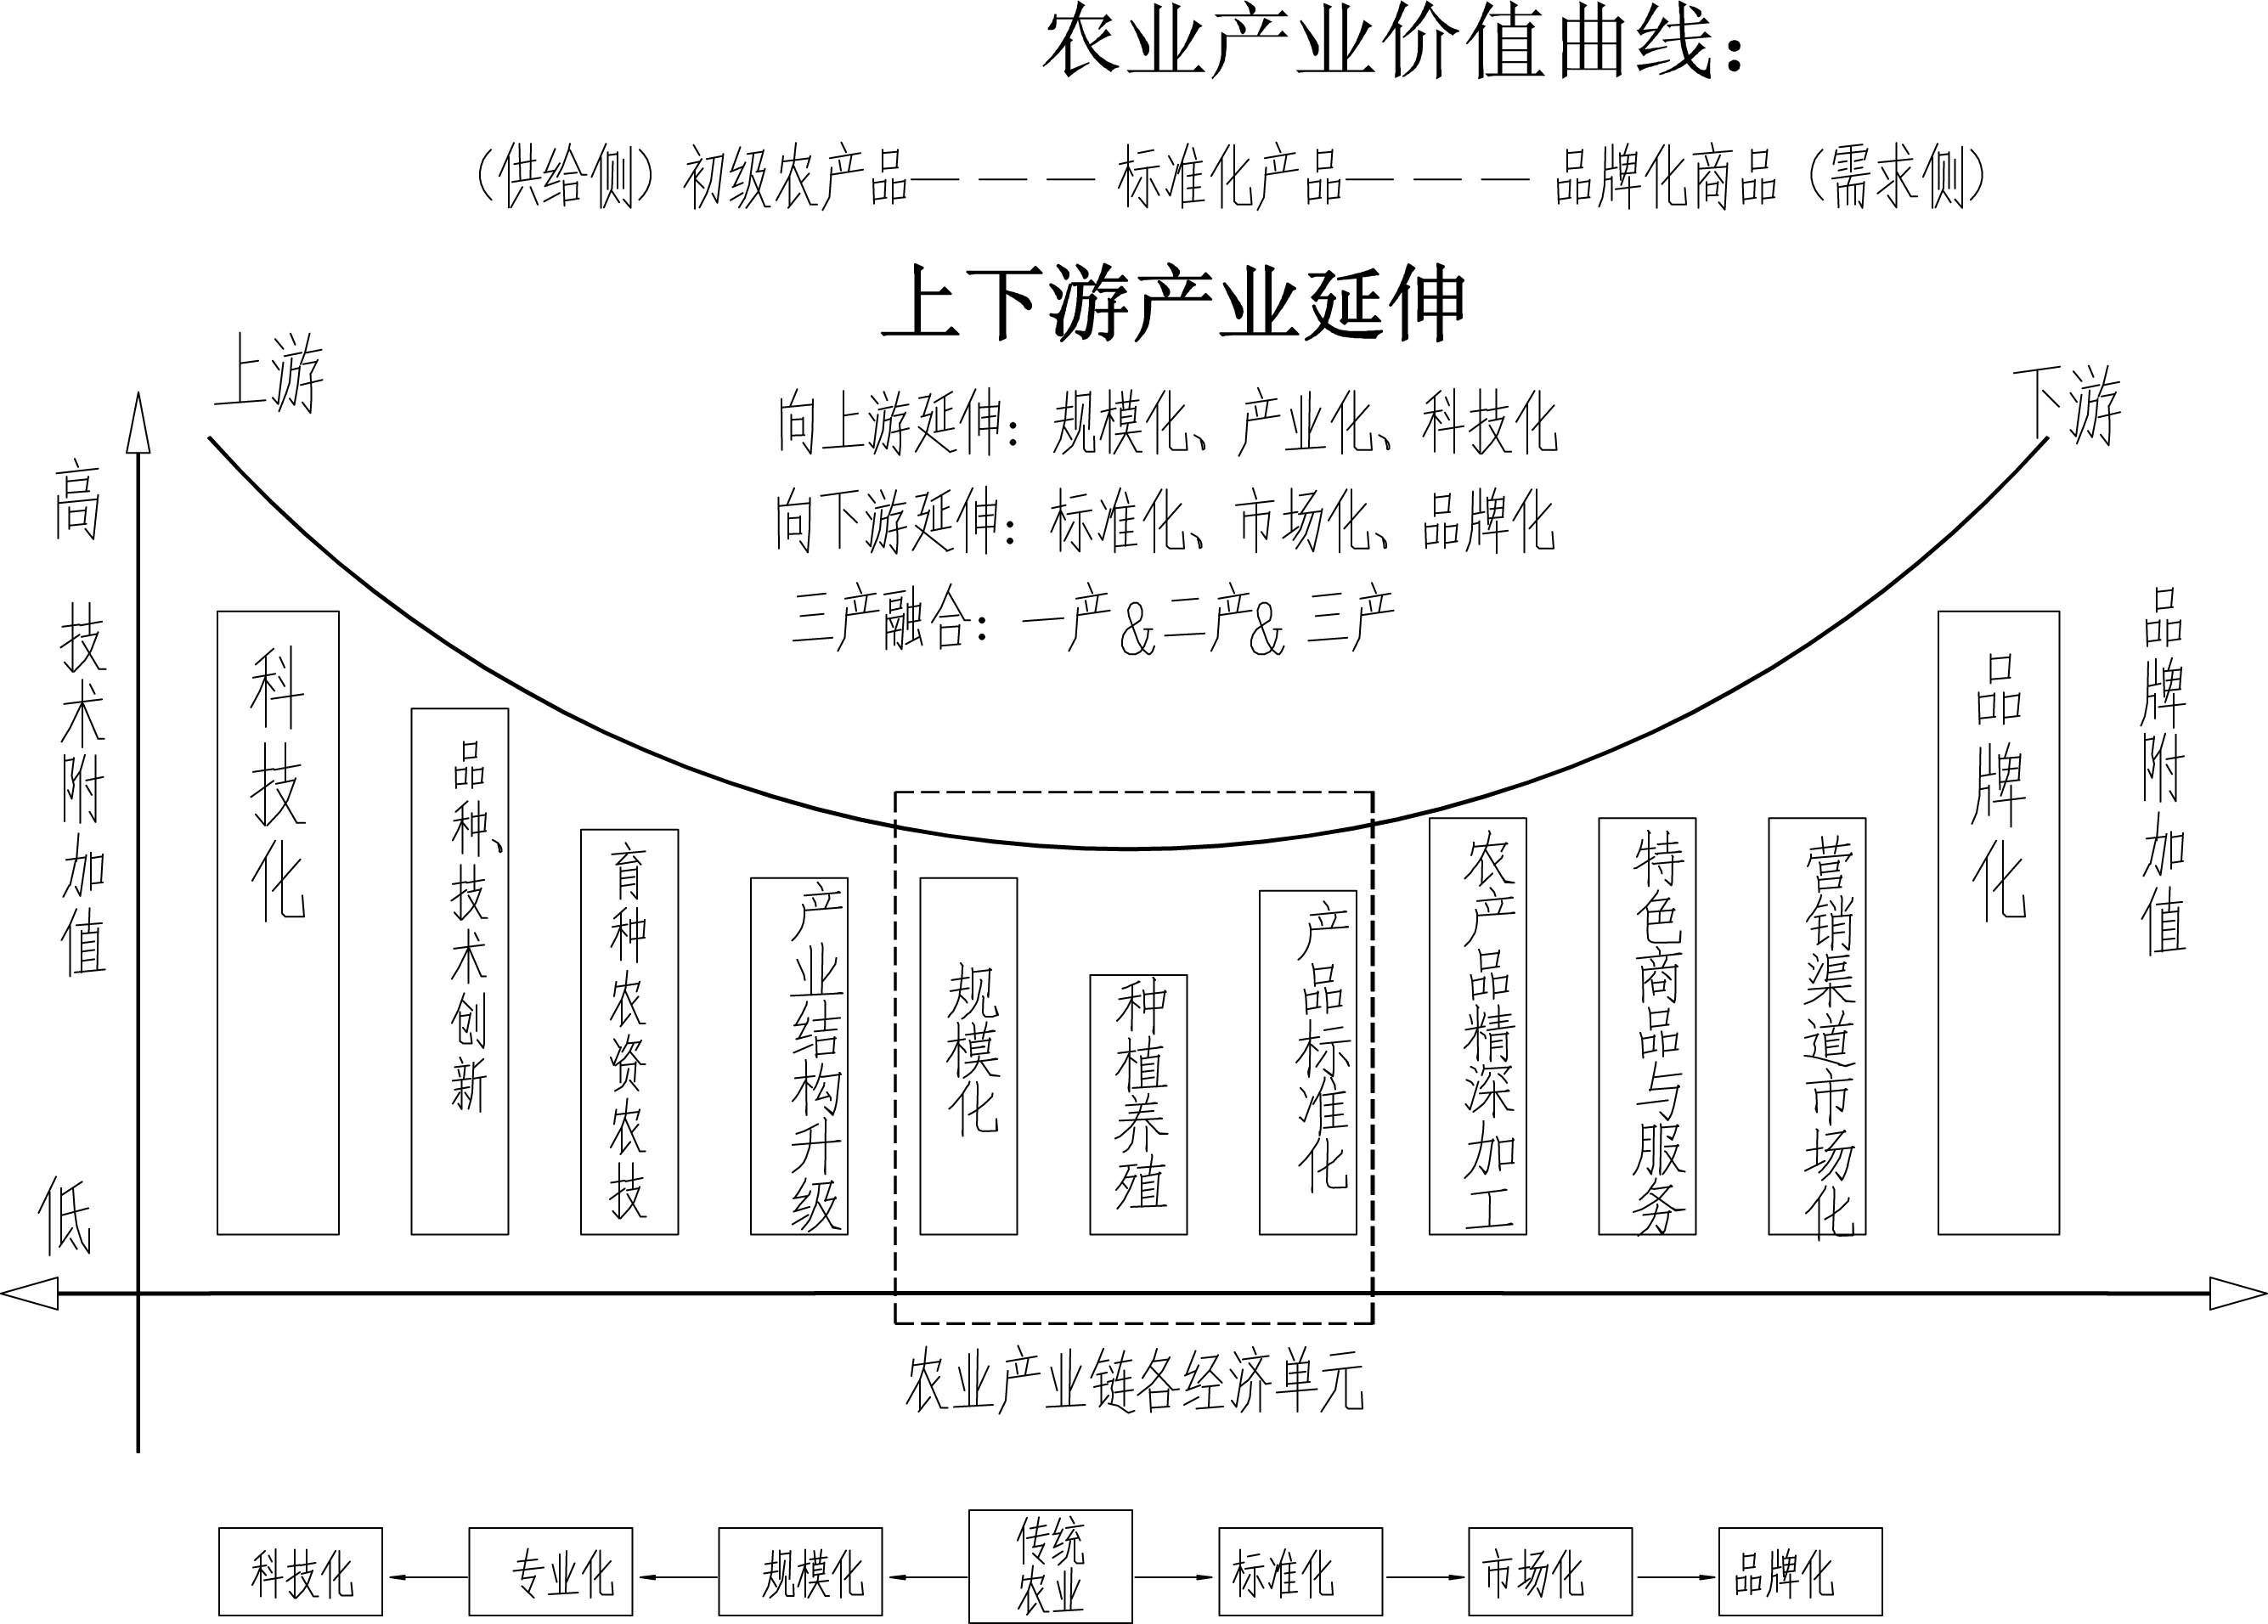 农业产业价值曲线：
（供给侧）初级农产品— — —标准化产品— — —品牌化商品（需求侧）
上下游产业延伸
上游
下游
向上游延伸：规模化、产业化、科技化
向下游延伸：标准化、市场化、品牌化
三产融合：一产&二产&三产
高
技术附加值
低
品牌附加值
科技化
品种、技术创新
育种农资农技
产业结构升级
规模化
种植养殖
产品标准化
农产品精深加工
特色商品与服务
营销渠道市场化
品牌化
农业产业链各经济单元
科技化
专业化
规模化
传统
农业
标准化
市场化
品牌化